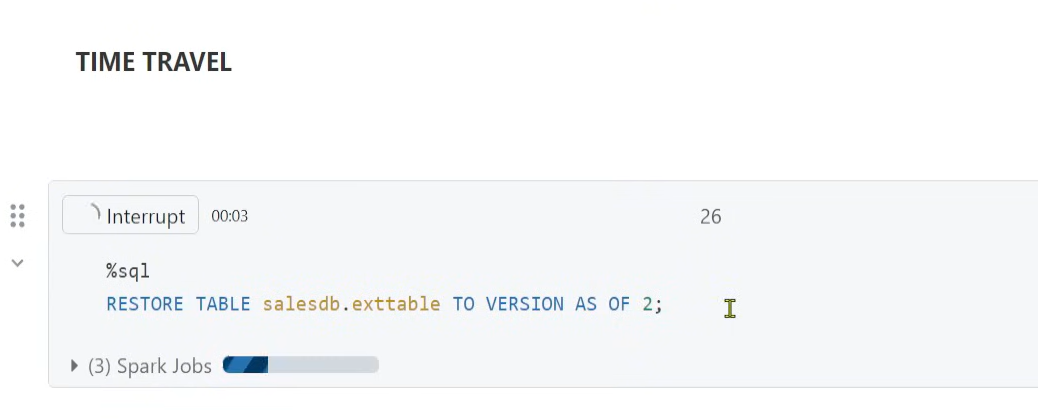 TIME TRAVEL
Interrupt 00:03 26
%sql
RESTORE TABLE salesdb.exttable TO VERSION AS OF 2;
(3) Spark Jobs